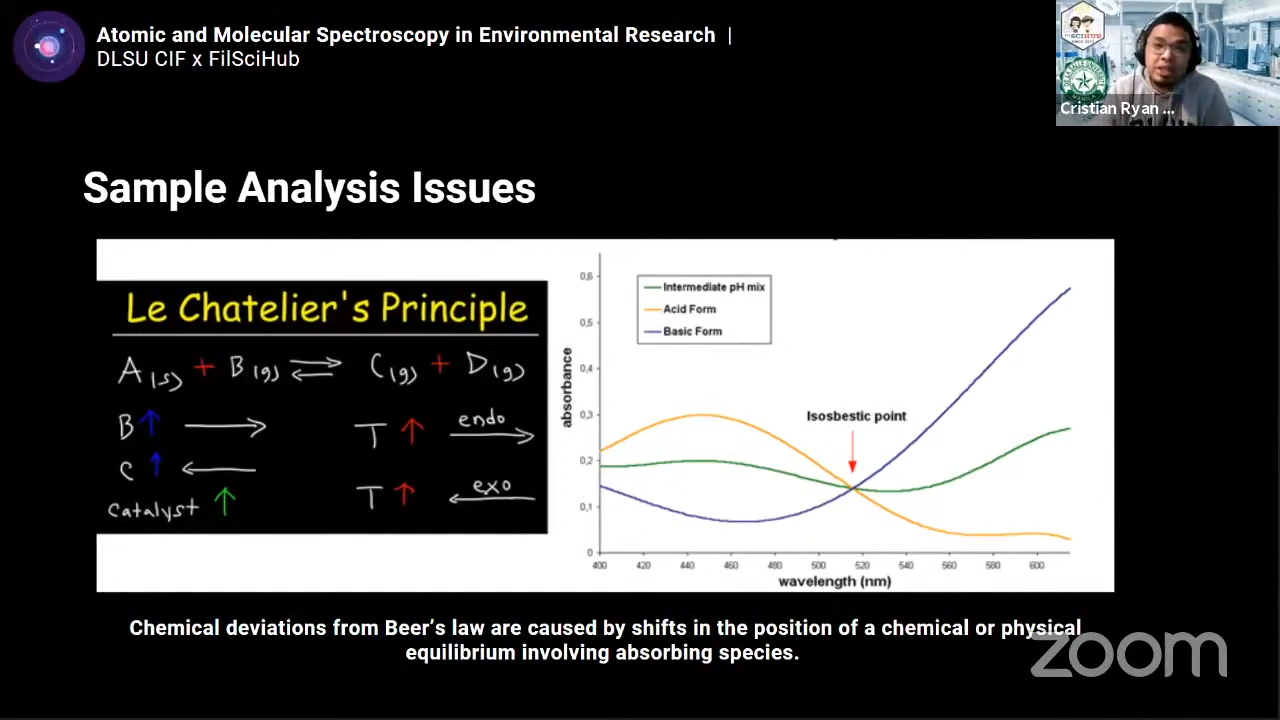 Atomic and Molecular Spectroscopy in Environmental Research |
DLSU CIF x FilSciHub
Cristian Ryan ...
Sample Analysis Issues
Le Chatelier's Principle
A(s) + B(g) ⇌ C(g) + D(g)
B ↑ →
T ↑ endo →
C ↑ ←
T ↑ exo ←
Catalyst ↑
Intermediate pH mix
Acid Form
Basic Form
Isosbestic point
absorbance
0,6
0,5
0,4
0,3
0,2
0,1
0
400 420 440 460 480 500 520 540 560 580 600
wavelength (nm)
Chemical deviations from Beer's law are caused by shifts in the position of a chemical or physical
equilibrium involving absorbing species.
zoom